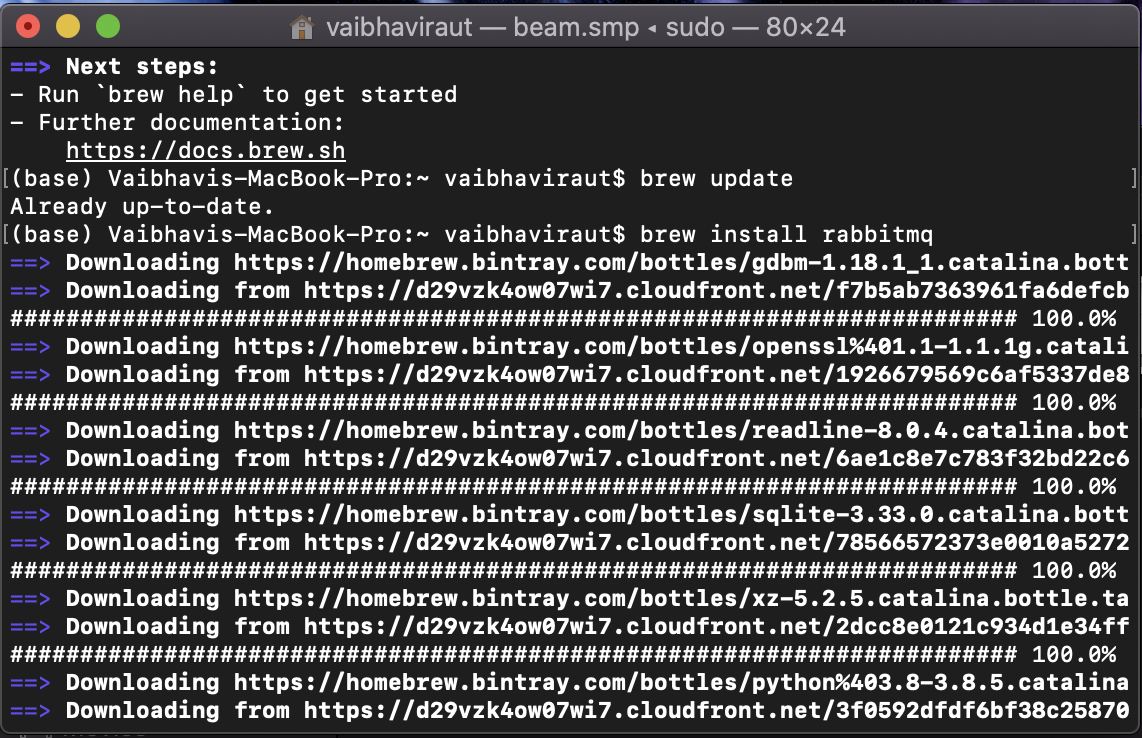 vaibhaviraut — beam.smp ◂ sudo — 80×24
==> Next steps:
- Run `brew help` to get started
- Further documentation:
    https://docs.brew.sh
[(base) Vaibhavis-MacBook-Pro:~ vaibhaviraut$ brew update ]
Already up-to-date.
[(base) Vaibhavis-MacBook-Pro:~ vaibhaviraut$ brew install rabbitmq ]
==> Downloading https://homebrew.bintray.com/bottles/gdbm-1.18.1_1.catalina.bott
==> Downloading from https://d29vzk4ow07wi7.cloudfront.net/f7b5ab7363961fa6defcb
######################################################################## 100.0%
==> Downloading https://homebrew.bintray.com/bottles/openssl%401.1-1.1.1g.catali
==> Downloading from https://d29vzk4ow07wi7.cloudfront.net/1926679569c6af5337de8
######################################################################## 100.0%
==> Downloading https://homebrew.bintray.com/bottles/readline-8.0.4.catalina.bot
==> Downloading from https://d29vzk4ow07wi7.cloudfront.net/6ae1c8e7c783f32bd22c6
######################################################################## 100.0%
==> Downloading https://homebrew.bintray.com/bottles/sqlite-3.33.0.catalina.bott
==> Downloading from https://d29vzk4ow07wi7.cloudfront.net/78566572373e0010a5272
######################################################################## 100.0%
==> Downloading https://homebrew.bintray.com/bottles/xz-5.2.5.catalina.bottle.ta
==> Downloading from https://d29vzk4ow07wi7.cloudfront.net/2dcc8e0121c934d1e34ff
######################################################################## 100.0%
==> Downloading https://homebrew.bintray.com/bottles/python%403.8-3.8.5.catalina
==> Downloading from https://d29vzk4ow07wi7.cloudfront.net/3f0592dfdf6bf38c25870